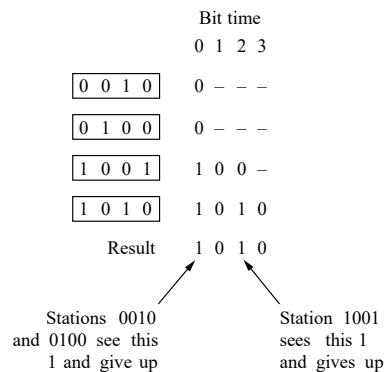 Bit time
0 1 2 3
0 0 1 0 0 – – –
0 1 0 0 0 – – –
1 0 0 1 1 0 0 –
1 0 1 0 1 0 1 0
Result 1 0 1 0
Stations 0010
and 0100 see this
1 and give up
Station 1001
sees this 1
and gives up